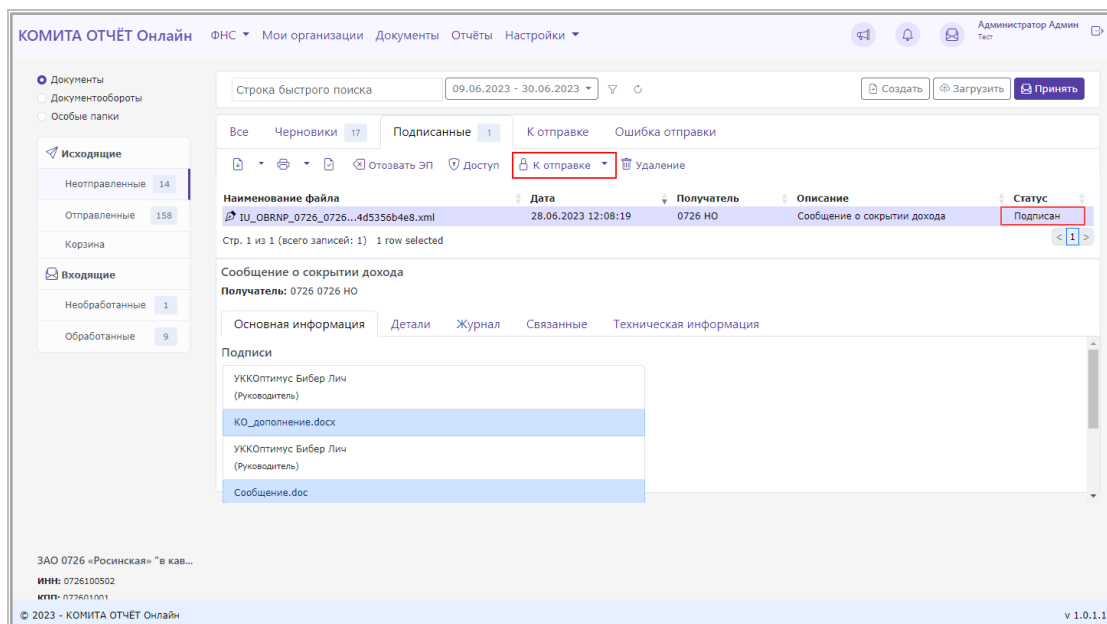 КОМИТА ОТЧЁТ Онлайн ФНС Мои организации Документы Отчёты Настройки Администратор Админ
Тест
Документы
Документообороты
Особые папки
Исходящие
Неотправленные 14
Отправленные 158
Корзина
Входящие
Необработанные 1
Обработанные 9
ЗАО 0726 «Росинская» "в кав...
ИНН: 0726100502
КПП: 072601001
Строка быстрого поиска 09.06.2023 - 30.06.2023 Создать Загрузить Принять
Все Черновики 17 Подписанные 1 К отправке Ошибка отправки
Отозвать ЭП Доступ К отправке Удаление
Наименование файла Дата Получатель Описание Статус
IU_OBRNP_0726_0726...4d5356b4e8.xml 28.06.2023 12:08:19 0726 НО Сообщение о сокрытии дохода Подписан
Стр. 1 из 1 (всего записей: 1) 1 row selected < 1 >
Сообщение о сокрытии дохода
Получатель: 0726 0726 НО
Основная информация Детали Журнал Связанные Техническая информация
Подписи
УККОптимус Бибер Лич
(Руководитель)
КО_дополнение.docx
УККОптимус Бибер Лич
(Руководитель)
Сообщение.doc
© 2023 - КОМИТА ОТЧЁТ Онлайн v 1.0.1.1